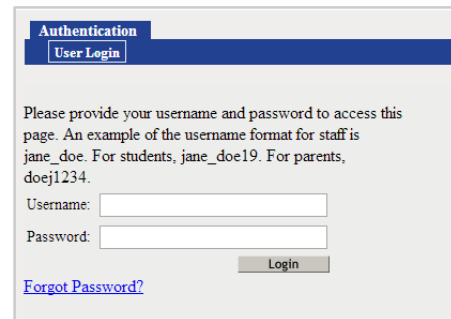 Authentication
User Login
Please provide your username and password to access this
page. An example of the username format for staff is
jane_doe. For students, jane_doe19. For parents,
doej1234.
Username:
Password:
Login
Forgot Password?